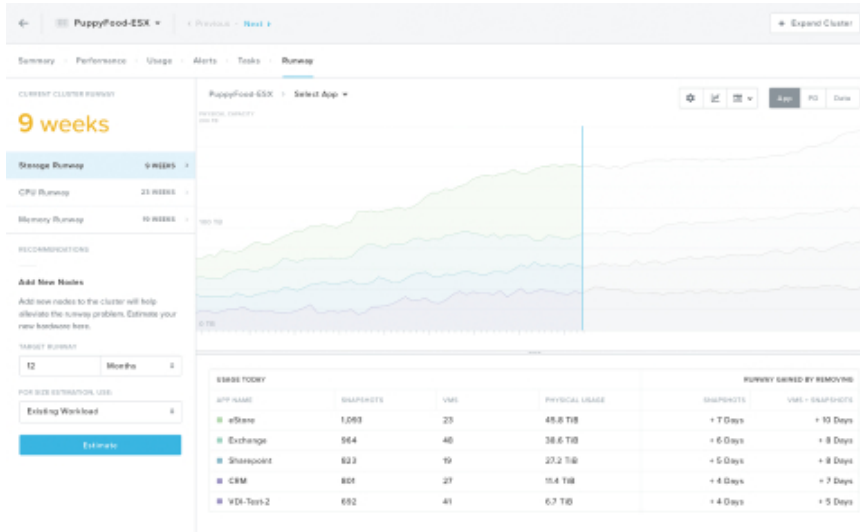 PuppyFood-ESX
Previous Next
+ Expand Cluster
Summary Performance Usage Alerts Tasks Runway
CURRENT CLUSTER RUNWAY
9 weeks
Storage Runway 9 WEEKS
CPU Runway 23 WEEKS
Memory Runway 19 WEEKS
RECOMMENDATIONS
Add New Nodes
Add new nodes to the cluster will help
alleviate the runway problem. Estimate your
new hardware here.
TARGET RUNWAY
12 Months
FOR SIZE ESTIMATION, USE:
Existing Workload
Estimate
PuppyFood-ESX Select App
App PG Data
PHYSICAL CAPACITY
USAGE TODAY RUNWAY GAINED BY REMOVING
APP NAME SNAPSHOTS VMS PHYSICAL USAGE SNAPSHOTS VMS + SNAPSHOTS
eStore 1,093 23 45.8 TiB + 7 Days + 10 Days
Exchange 964 48 38.6 TiB + 6 Days + 8 Days
Sharepoint 823 19 27.2 TiB + 5 Days + 8 Days
CRM 801 27 11.4 TiB + 4 Days + 7 Days
VDI-Test-2 692 41 6.7 TiB + 4 Days + 5 Days